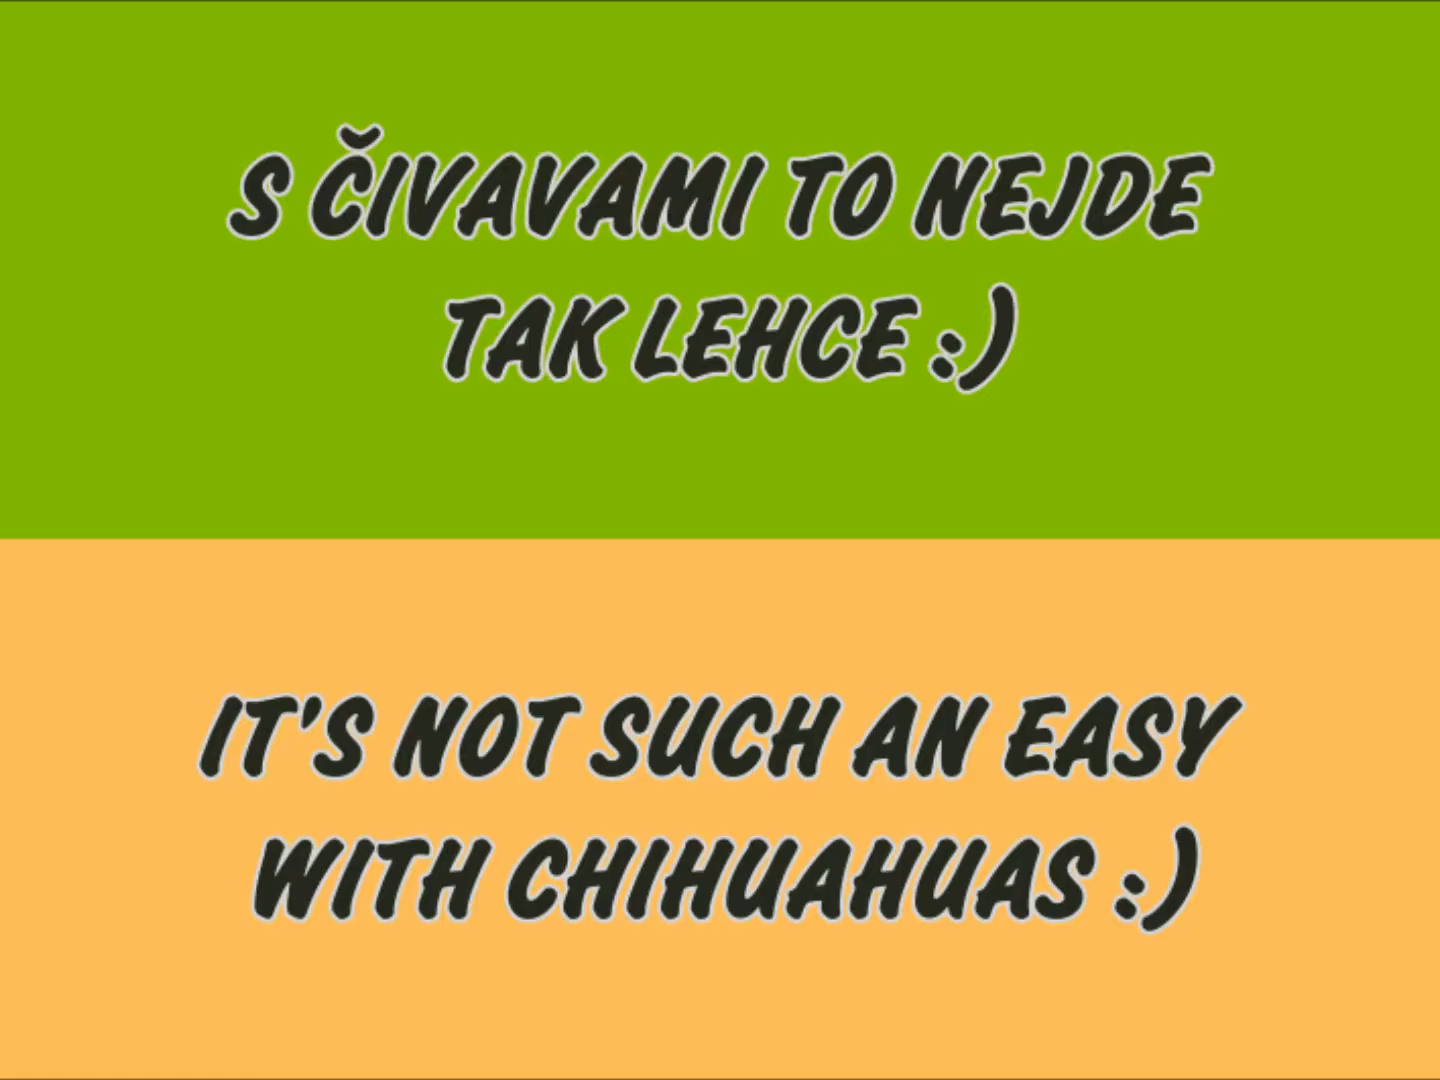 S ČIVAVAMI TO NEJDE
TAK LEHCE :)
IT'S NOT SUCH AN EASY
WITH CHIHUAHUAS :)